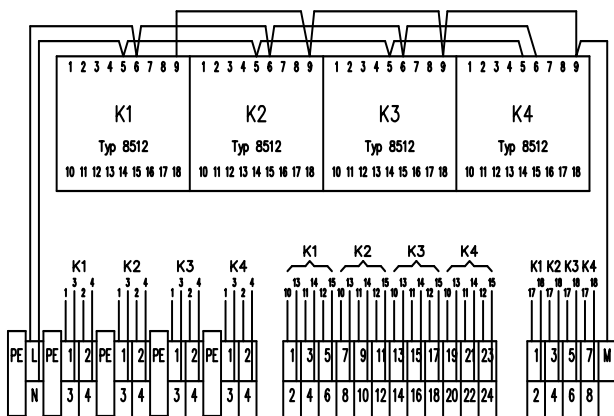 1 2 3 4 5 6 7 8 9 1 2 3 4 5 6 7 8 9 1 2 3 4 5 6 7 8 9 1 2 3 4 5 6 7 8 9
K1 K2 K3 K4
Typ 8512 Typ 8512 Typ 8512 Typ 8512
10 11 12 13 14 15 16 17 18 10 11 12 13 14 15 16 17 18 10 11 12 13 14 15 16 17 18 10 11 12 13 14 15 16 17 18
K1 K2 K3 K4 K1 K2 K3 K4 K1 K2 K3 K4
3 4 3 4 3 4 3 4 13 14 15 13 14 15 13 14 15 13 14 15 18 18 18 18
1 2 1 2 1 2 1 2 10 11 12 10 11 12 10 11 12 10 11 12 17 17 17 17
PE L PE 1 2 PE 1 2 PE 1 2 PE 1 2 1 3 5 7 9 11 13 15 17 19 21 23 1 3 5 7 M
N 3 4 3 4 3 4 3 4 2 4 6 8 10 12 14 16 18 20 22 24 2 4 6 8